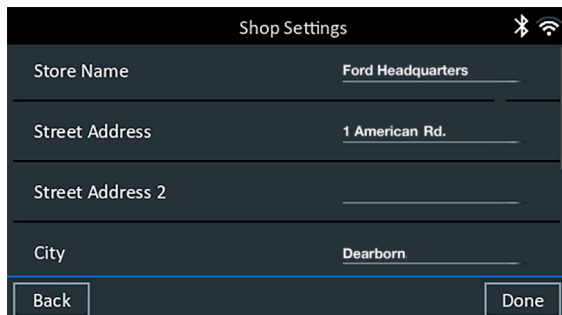 Shop Settings
Store Name Ford Headquarters
Street Address 1 American Rd.
Street Address 2
City Dearborn
Back Done